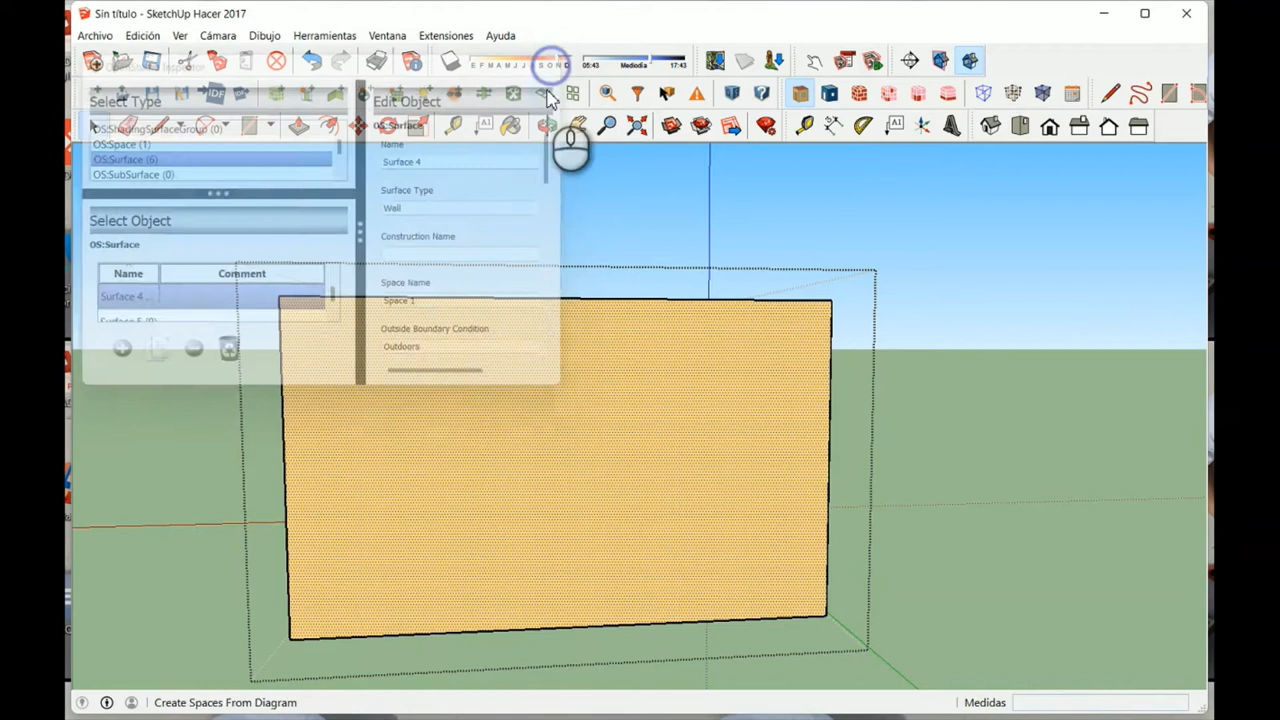 Sin título - SketchUp Hacer 2017
Archivo Edición Ver Cámara Dibujo Herramientas Ventana Extensiones Ayuda
E F M A M J J A S O N D
05:43 Mediodía 17:43
IDF
Select Type
Edit Object
OS:ShadingSurfaceGroup (0)
OS:Surface
OS:Space (1)
Name
OS:Surface (6)
Surface 4
OS:SubSurface (0)
Surface Type
Wall
Select Object
Construction Name
OS:Surface
Name Comment
Space Name
Surface 4 ...
Space 1
Outside Boundary Condition
Outdoors
A1
A1
Create Spaces From Diagram
Medidas